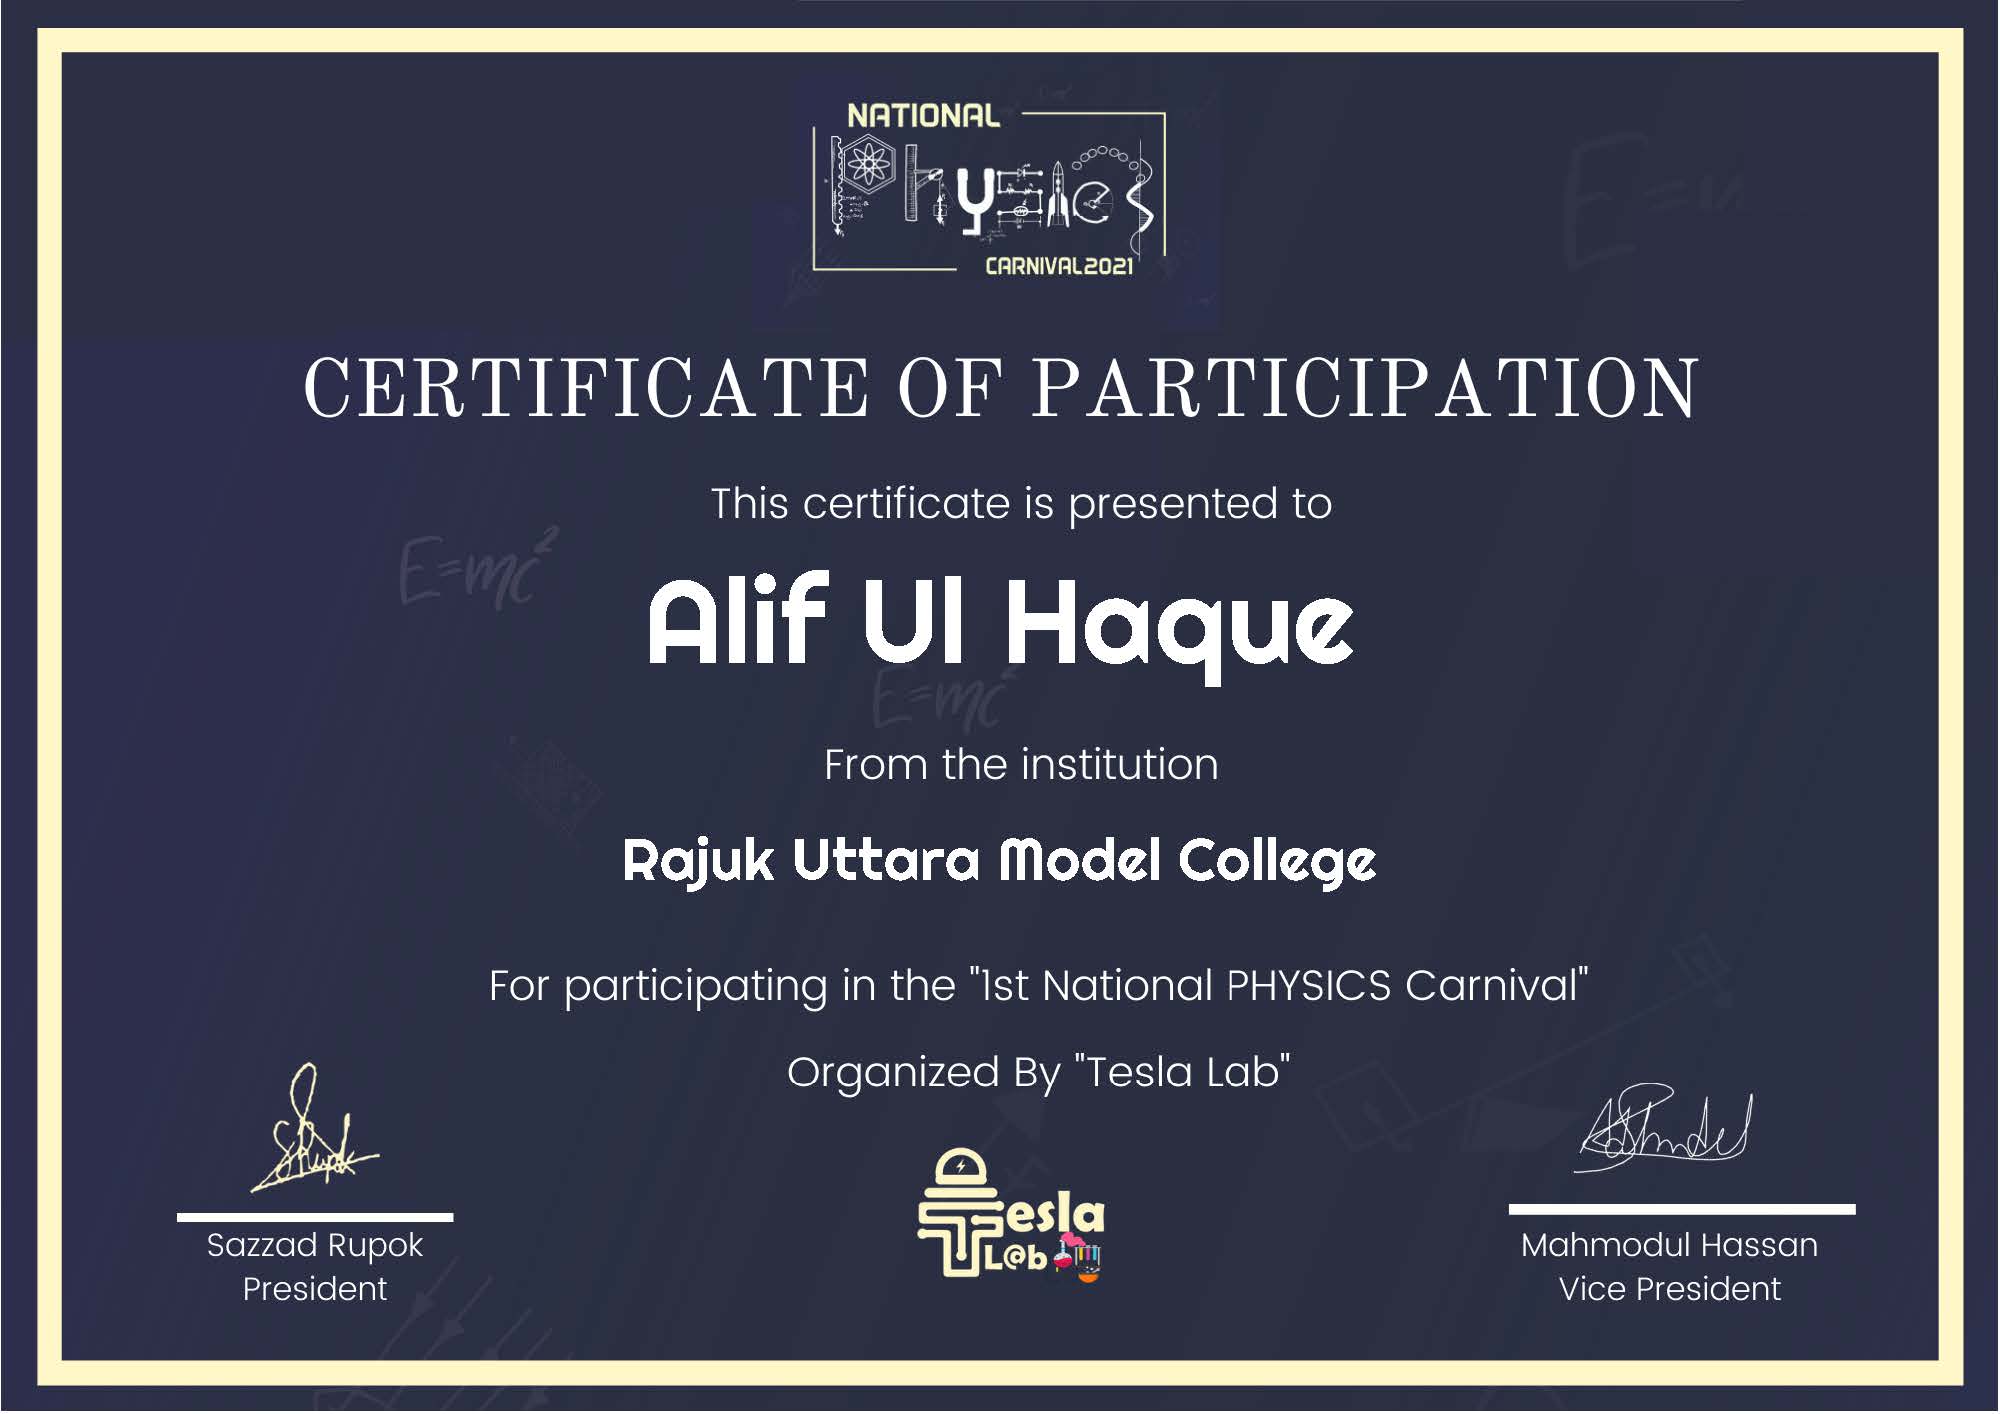 NATIONAL
Physics
CARNIVAL2021
CERTIFICATE OF PARTICIPATION
This certificate is presented to
E=mc²
Alif Ul Haque
E=mc²
From the institution
Rajuk Uttara Model College
For participating in the "1st National PHYSICS Carnival"
Organized By "Tesla Lab"
Tesla
L@b
Sazzad Rupok
President
Mahmodul Hassan
Vice President